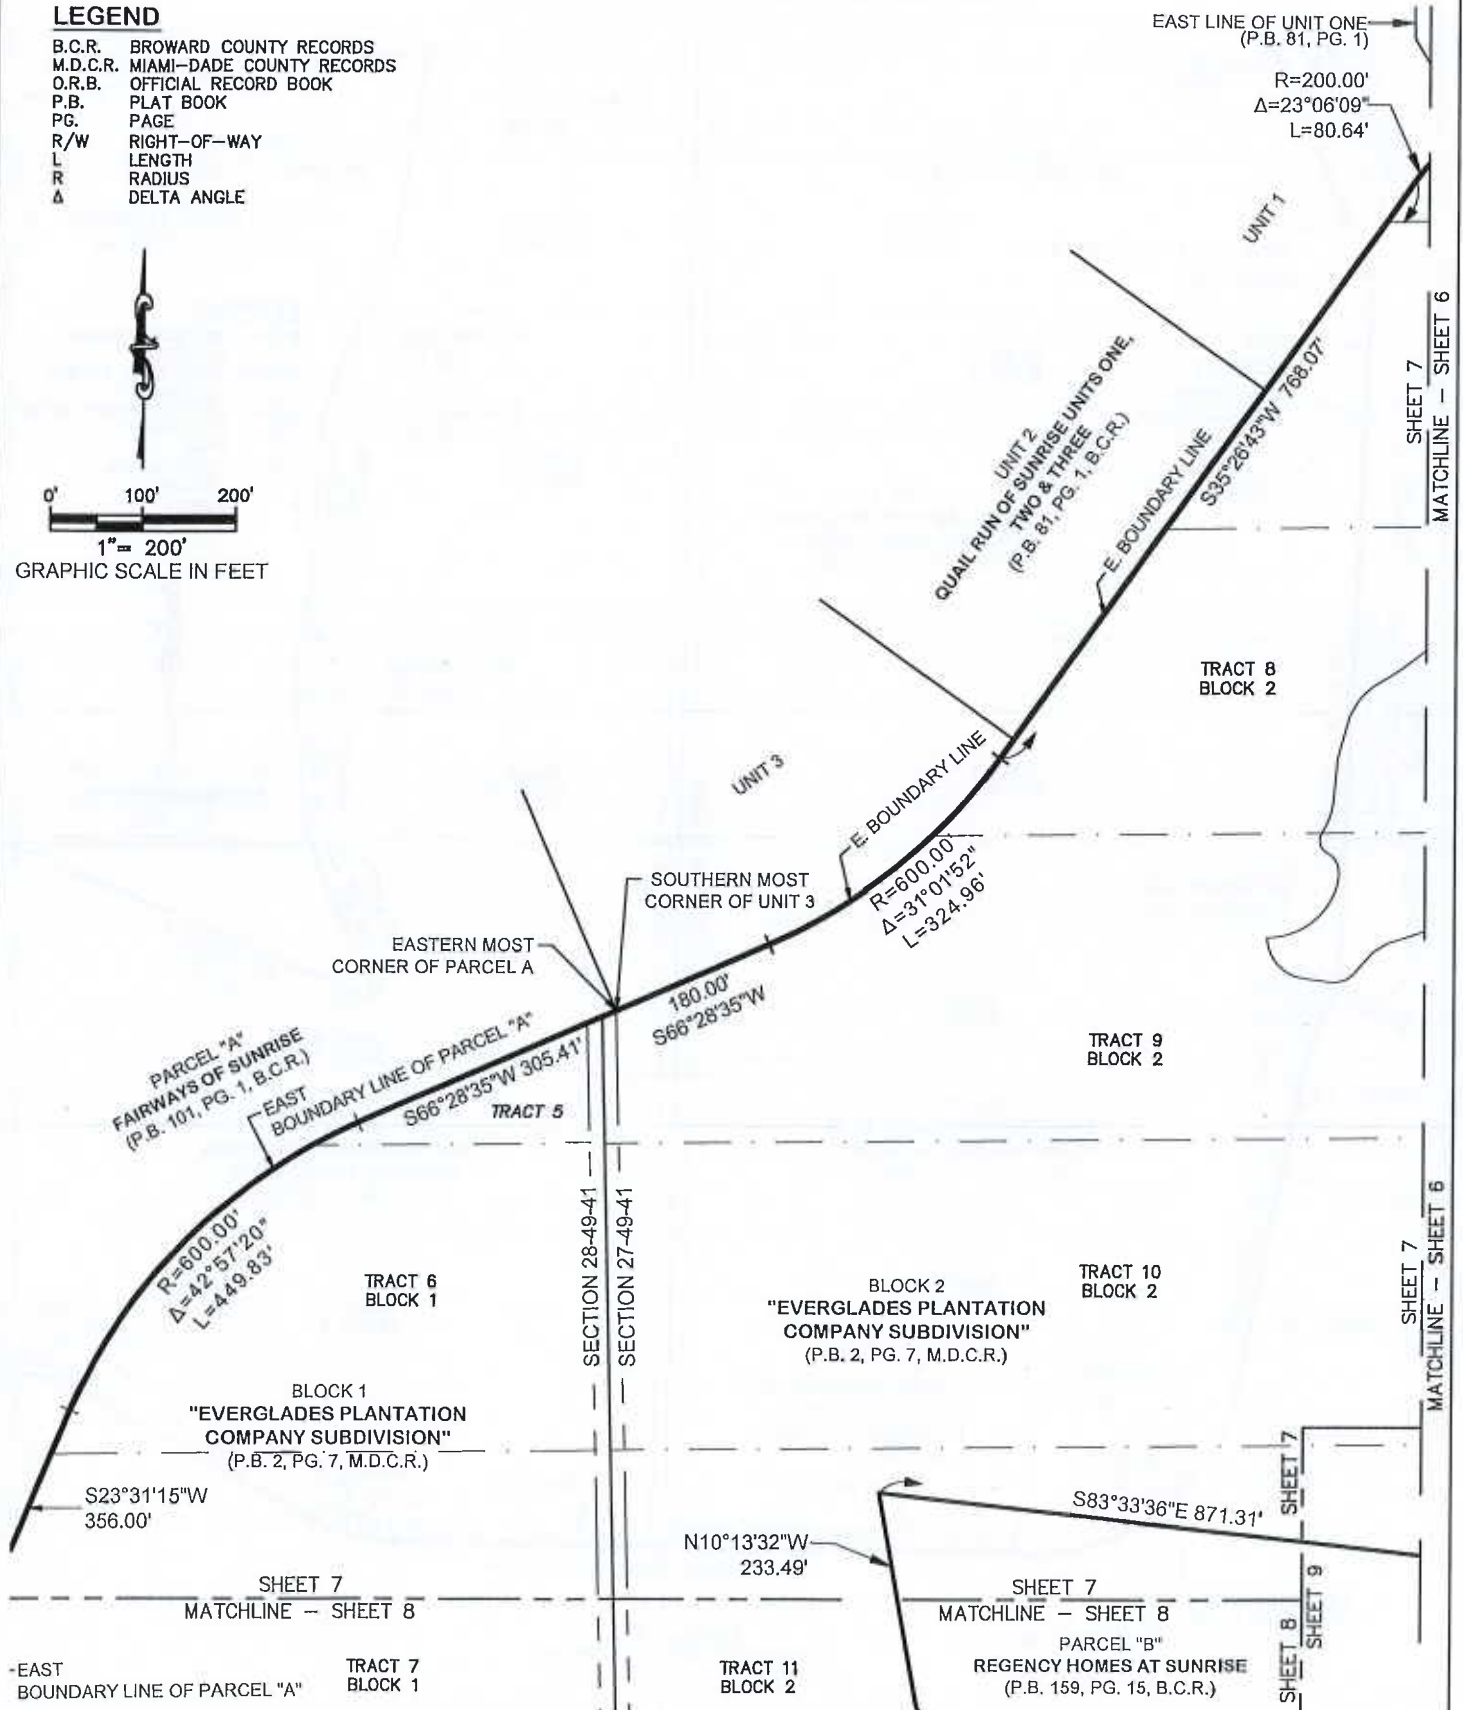 LEGEND
B.C.R. BROWARD COUNTY RECORDS
M.D.C.R. MIAMI-DADE COUNTY RECORDS
O.R.B. OFFICIAL RECORD BOOK
P.B. PLAT BOOK
PG. PAGE
R/W RIGHT-OF-WAY
L LENGTH
R RADIUS
Δ DELTA ANGLE
0' 100' 200'
1"= 200'
GRAPHIC SCALE IN FEET
EAST LINE OF UNIT ONE
(P.B. 81, PG. 1)
R=200.00'
Δ=23°06'09"
L=80.64'
UNIT 1
SHEET 7
MATCHLINE - SHEET 6
S35°26'43"W 768.07'
UNIT 2
QUAIL RUN OF SUNRISE UNITS ONE,
TWO & THREE
(P.B. 81, PG. 1, B.C.R.)
E. BOUNDARY LINE
TRACT 8
BLOCK 2
UNIT 3
E. BOUNDARY LINE
R=600.00'
Δ=31°01'52"
L=324.96'
SOUTHERN MOST
CORNER OF UNIT 3
EASTERN MOST
CORNER OF PARCEL A
180.00'
S66°28'35"W
PARCEL "A"
FAIRWAYS OF SUNRISE
(P.B. 101, PG. 1, B.C.R.)
EAST
BOUNDARY LINE OF PARCEL "A"
S66°28'35"W 305.41'
TRACT 5
TRACT 9
BLOCK 2
R=600.00'
Δ=42°57'20"
L=449.83'
TRACT 6
BLOCK 1
SECTION 28-49-41
SECTION 27-49-41
BLOCK 2
"EVERGLADES PLANTATION
COMPANY SUBDIVISION"
(P.B. 2, PG. 7, M.D.C.R.)
TRACT 10
BLOCK 2
SHEET 7
MATCHLINE - SHEET 6
BLOCK 1
"EVERGLADES PLANTATION
COMPANY SUBDIVISION"
(P.B. 2, PG. 7, M.D.C.R.)
S23°31'15"W
356.00'
SHEET 7
S83°33'36"E 871.31'
N10°13'32"W
233.49'
SHEET 7
MATCHLINE - SHEET 8
SHEET 7
MATCHLINE - SHEET 8
SHEET 9
SHEET 8
EAST
BOUNDARY LINE OF PARCEL "A"
TRACT 7
BLOCK 1
TRACT 11
BLOCK 2
PARCEL "B"
REGENCY HOMES AT SUNRISE
(P.B. 159, PG. 15, B.C.R.)